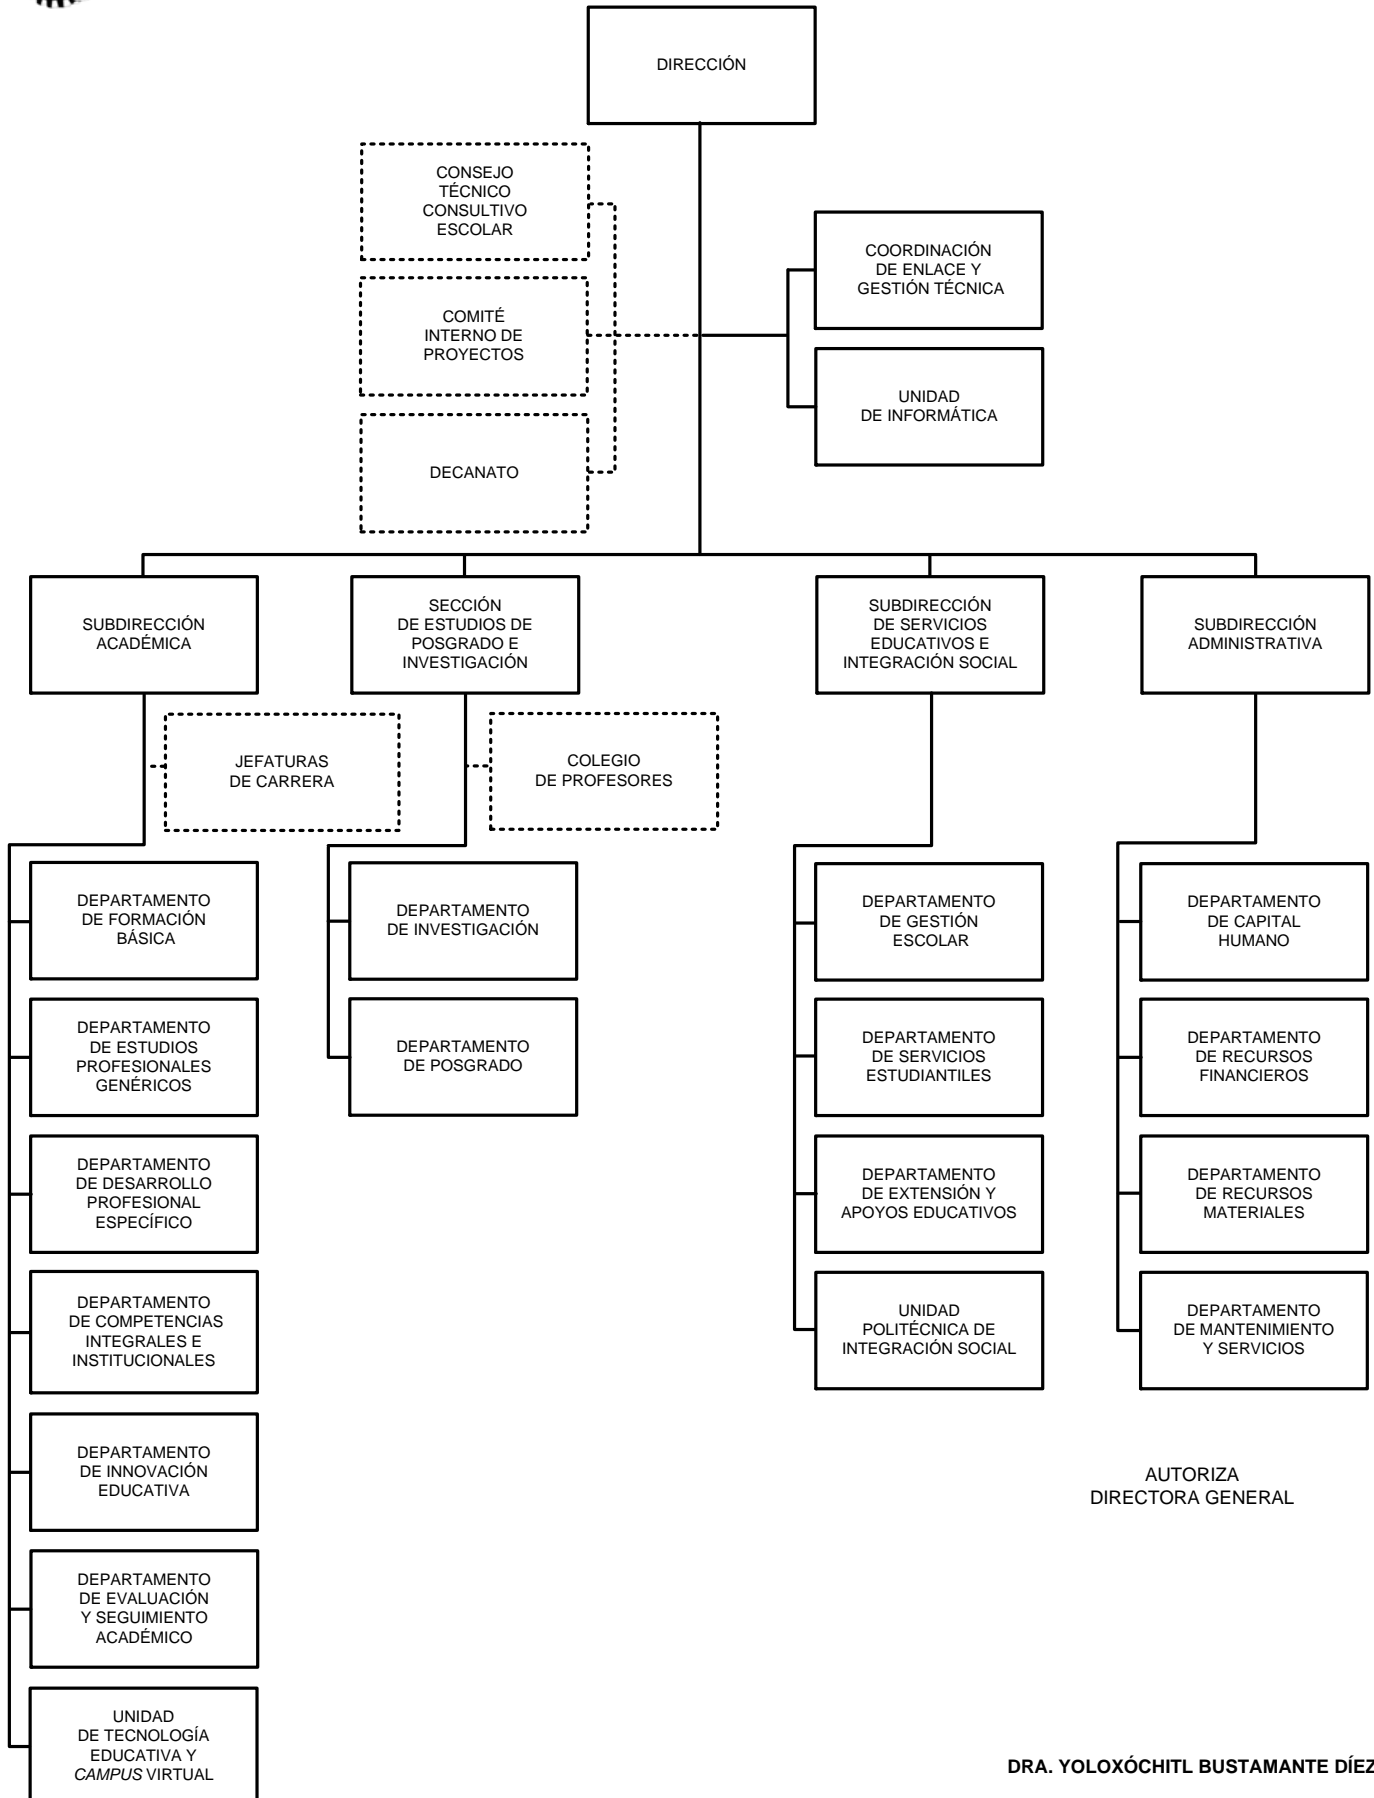 DIRECCIÓN
CONSEJO
TÉCNICO
CONSULTIVO
ESCOLAR
COORDINACIÓN
DE ENLACE Y
GESTIÓN TÉCNICA
COMITÉ
INTERNO DE
PROYECTOS
UNIDAD
DE INFORMÁTICA
DECANATO
SUBDIRECCIÓN
ACADÉMICA
SECCIÓN
DE ESTUDIOS DE
POSGRADO E
INVESTIGACIÓN
SUBDIRECCIÓN
DE SERVICIOS
EDUCATIVOS E
INTEGRACIÓN SOCIAL
SUBDIRECCIÓN
ADMINISTRATIVA
JEFATURAS
DE CARRERA
COLEGIO
DE PROFESORES
DEPARTAMENTO
DE FORMACIÓN
BÁSICA
DEPARTAMENTO
DE INVESTIGACIÓN
DEPARTAMENTO
DE GESTIÓN
ESCOLAR
DEPARTAMENTO
DE CAPITAL
HUMANO
DEPARTAMENTO
DE ESTUDIOS
PROFESIONALES
GENÉRICOS
DEPARTAMENTO
DE POSGRADO
DEPARTAMENTO
DE SERVICIOS
ESTUDIANTILES
DEPARTAMENTO
DE RECURSOS
FINANCIEROS
DEPARTAMENTO
DE DESARROLLO
PROFESIONAL
ESPECÍFICO
DEPARTAMENTO
DE EXTENSIÓN Y
APOYOS EDUCATIVOS
DEPARTAMENTO
DE RECURSOS
MATERIALES
DEPARTAMENTO
DE COMPETENCIAS
INTEGRALES E
INSTITUCIONALES
UNIDAD
POLITÉCNICA DE
INTEGRACIÓN SOCIAL
DEPARTAMENTO
DE MANTENIMIENTO
Y SERVICIOS
DEPARTAMENTO
DE INNOVACIÓN
EDUCATIVA
AUTORIZA
DIRECTORA GENERAL
DEPARTAMENTO
DE EVALUACIÓN
Y SEGUIMIENTO
ACADÉMICO
UNIDAD
DE TECNOLOGÍA
EDUCATIVA Y
CAMPUS VIRTUAL
DRA. YOLOXÓCHITL BUSTAMANTE DÍEZ